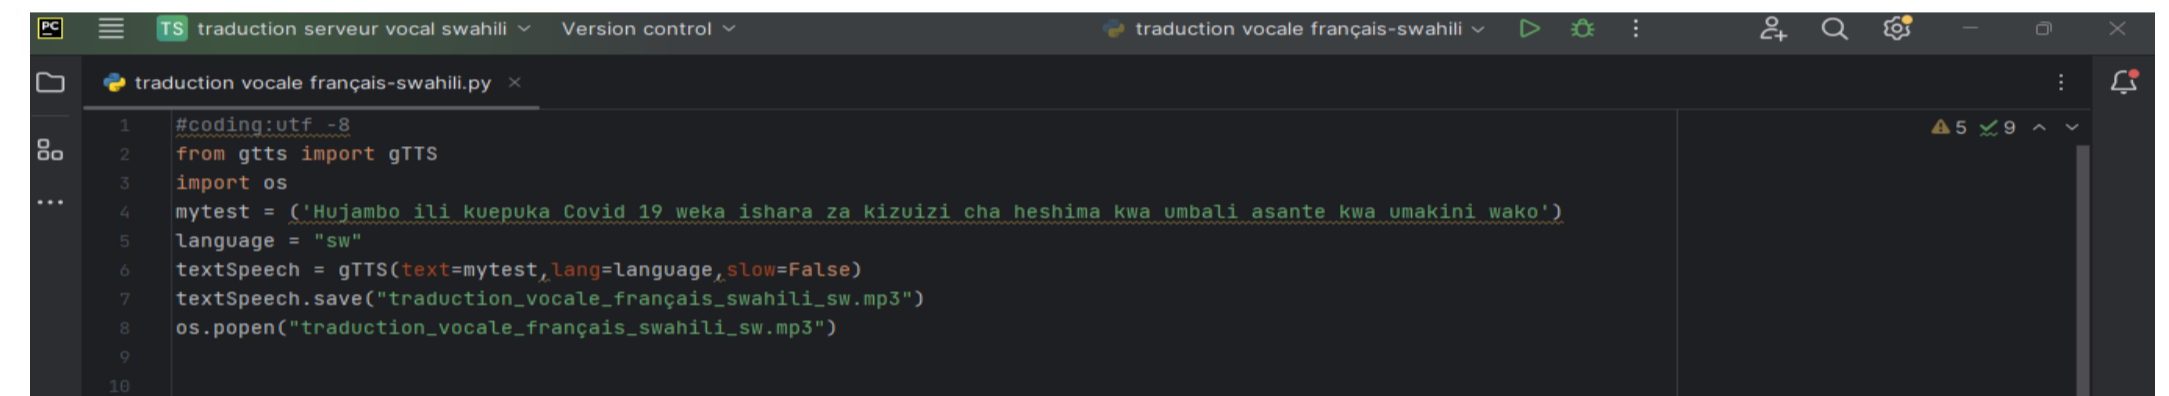 PC TS traduction serveur vocal swahili Version control traduction vocale français-swahili
traduction vocale français-swahili.py
5 9
1 #coding:utf -8
2 from gtts import gTTS
3 import os
4 mytest = ('Hujambo ili kuepuka Covid 19 weka ishara za kizuizi cha heshima kwa umbali asante kwa umakini wako')
5 language = "sw"
6 textSpeech = gTTS(text=mytest,lang=language,slow=False)
7 textSpeech.save("traduction_vocale_français_swahili_sw.mp3")
8 os.popen("traduction_vocale_français_swahili_sw.mp3")
9
10